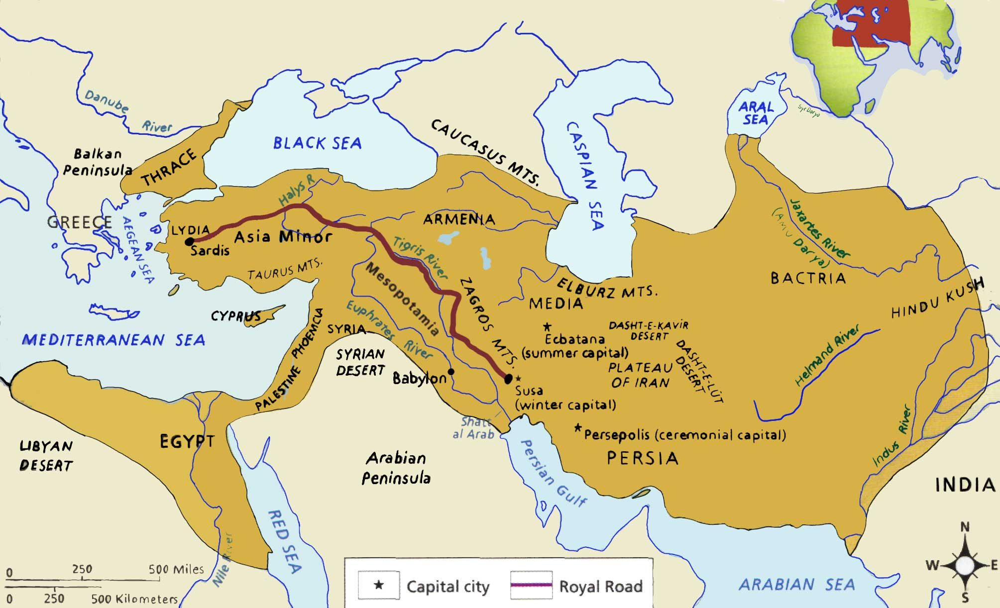 Danube
River
Balkan
Peninsula
THRACE
BLACK SEA
CAUCASUS MTS.
CASPIAN SEA
ARAL
SEA
Syr Darya
GREECE
AEGEAN SEA
LYDIA
Sardis
Halys R
Asia Minor
TAURUS MTS.
ARMENIA
Tigris River
Mesopotamia
Euphrates River
ZAGROS MTS.
ELBURZ MTS.
MEDIA
Jaxartes River
(AMU Darya)
BACTRIA
HINDU KUSH
CYPRUS
MEDITERRANEAN SEA
PHOEMCIA
SYRIA
SYRIAN
DESERT
PALESTINE
Babylon
Ecbatana
(summer capital)
DASHT-E-KAVIR
DESERT
DASHT-E-LŪT
DESERT
PLATEAU
OF IRAN
Helmand River
Susa
(winter capital)
Shatt
al Arab
Persepolis (ceremonial capital)
PERSIA
Persian Gulf
Indus River
INDIA
LIBYAN
DESERT
EGYPT
Arabian
Peninsula
RED SEA
Nile River
ARABIAN SEA
0 250 500 Miles
0 250 500 Kilometers
Capital city
Royal Road
N
W E
S